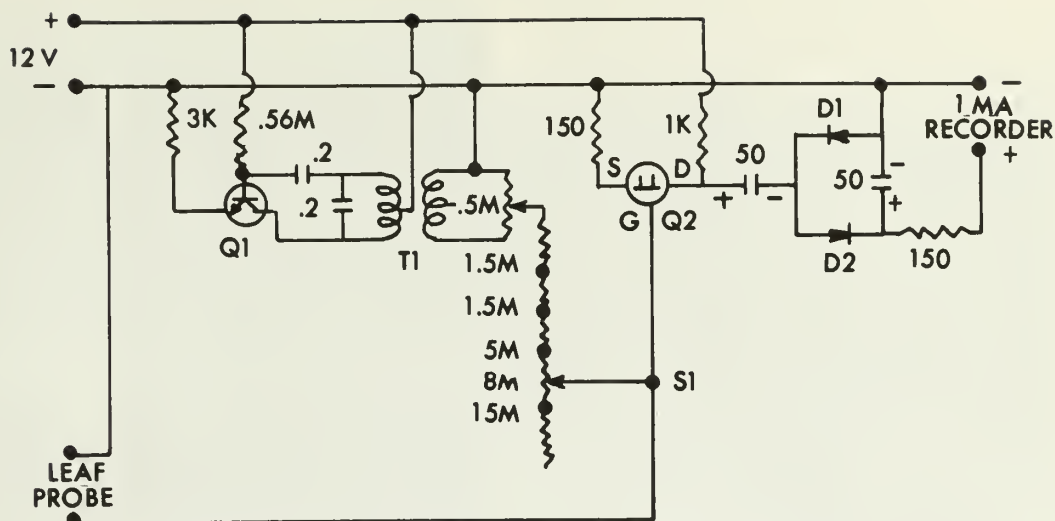 +
12 V
−
3K
.56M
.2
.2
Q1
T1
.5M
1.5M
1.5M
5M
8M
15M
150
S
D
G
Q2
1K
50
+ −
D1
50
−
+
D2
150
−
1 MA
RECORDER
+
S1
LEAF
PROBE